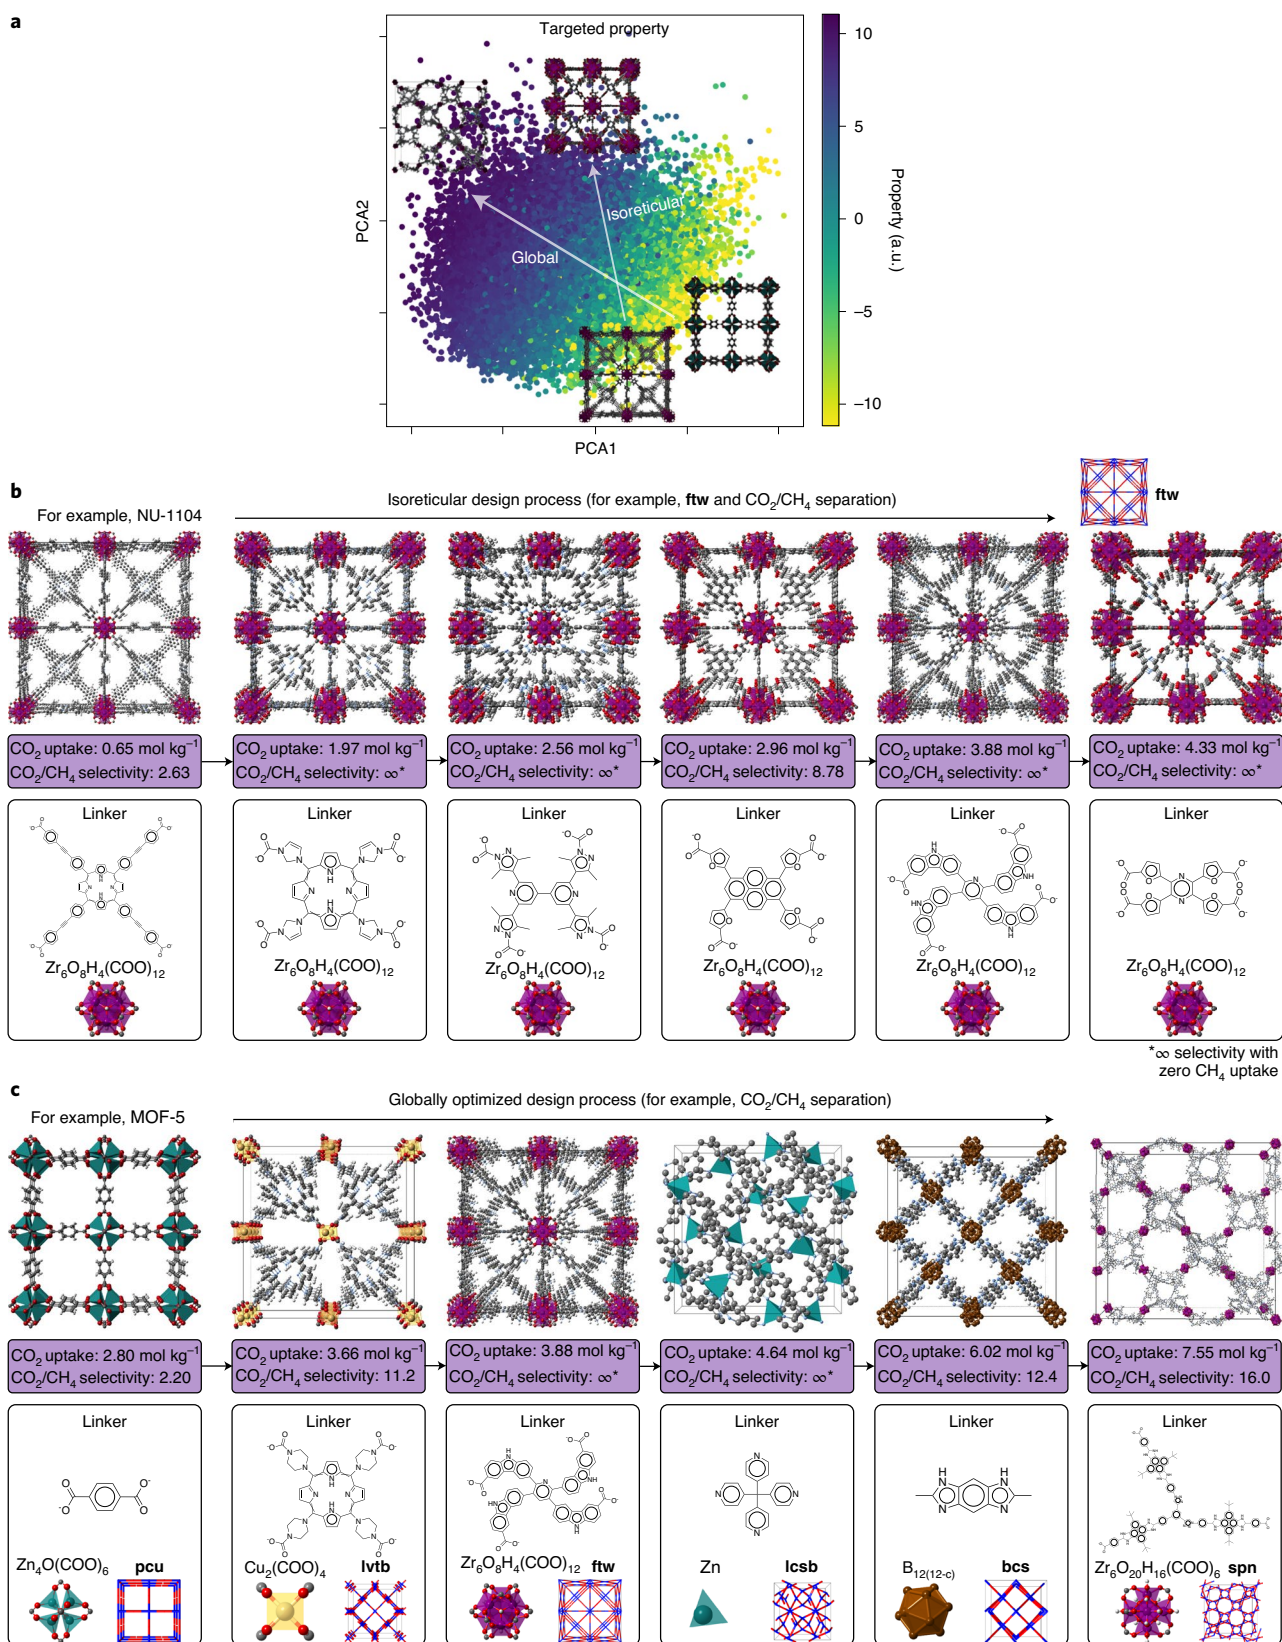 a
Targeted property
10
5
0
−5
−10
Property (a.u.)
PCA2
Isoreticular
Global
PCA1
b
Isoreticular design process (for example, ftw and CO₂/CH₄ separation)
ftw
For example, NU-1104
CO₂ uptake: 0.65 mol kg⁻¹
CO₂/CH₄ selectivity: 2.63
CO₂ uptake: 1.97 mol kg⁻¹
CO₂/CH₄ selectivity: ∞*
CO₂ uptake: 2.56 mol kg⁻¹
CO₂/CH₄ selectivity: ∞*
CO₂ uptake: 2.96 mol kg⁻¹
CO₂/CH₄ selectivity: 8.78
CO₂ uptake: 3.88 mol kg⁻¹
CO₂/CH₄ selectivity: ∞*
CO₂ uptake: 4.33 mol kg⁻¹
CO₂/CH₄ selectivity: ∞*
Linker
Zr₆O₈H₄(COO)₁₂
Linker
Zr₆O₈H₄(COO)₁₂
Linker
Zr₆O₈H₄(COO)₁₂
Linker
Zr₆O₈H₄(COO)₁₂
Linker
Zr₆O₈H₄(COO)₁₂
Linker
Zr₆O₈H₄(COO)₁₂
*∞ selectivity with
zero CH₄ uptake
c
Globally optimized design process (for example, CO₂/CH₄ separation)
For example, MOF-5
CO₂ uptake: 2.80 mol kg⁻¹
CO₂/CH₄ selectivity: 2.20
CO₂ uptake: 3.66 mol kg⁻¹
CO₂/CH₄ selectivity: 11.2
CO₂ uptake: 3.88 mol kg⁻¹
CO₂/CH₄ selectivity: ∞*
CO₂ uptake: 4.64 mol kg⁻¹
CO₂/CH₄ selectivity: ∞*
CO₂ uptake: 6.02 mol kg⁻¹
CO₂/CH₄ selectivity: 12.4
CO₂ uptake: 7.55 mol kg⁻¹
CO₂/CH₄ selectivity: 16.0
Linker
Zn₄O(COO)₆ pcu
Linker
Cu₂(COO)₄ lvtb
Linker
Zr₆O₈H₄(COO)₁₂ ftw
Linker
Zn lcsb
Linker
B₁₂₍₁₂₋c₎ bcs
Linker
Zr₆O₂₀H₁₆(COO)₆ spn